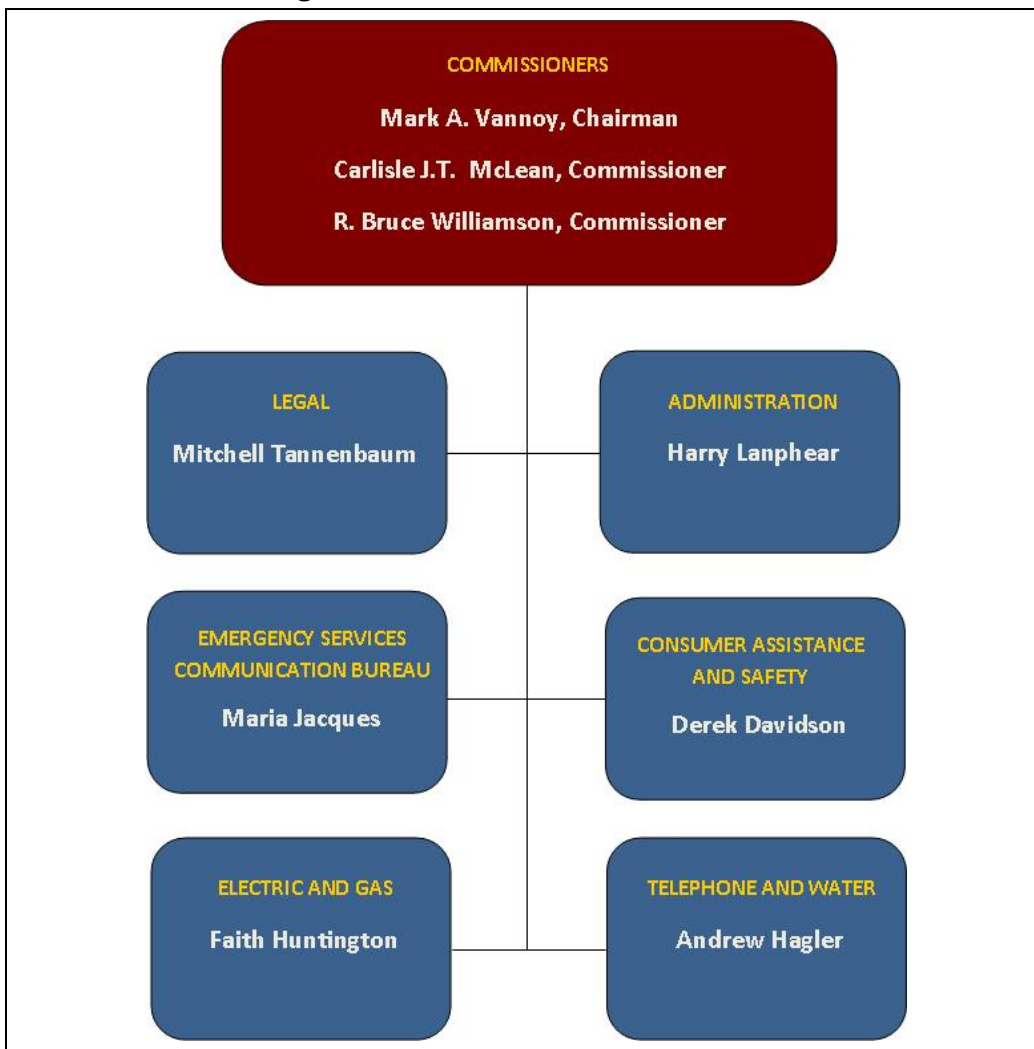 COMMISSIONERS
Mark A. Vannoy, Chairman
Carlisle J.T. McLean, Commissioner
R. Bruce Williamson, Commissioner
LEGAL
Mitchell Tannenbaum
ADMINISTRATION
Harry Lanphear
EMERGENCY SERVICES
COMMUNICATION BUREAU
Maria Jacques
CONSUMER ASSISTANCE
AND SAFETY
Derek Davidson
ELECTRIC AND GAS
Faith Huntington
TELEPHONE AND WATER
Andrew Hagler